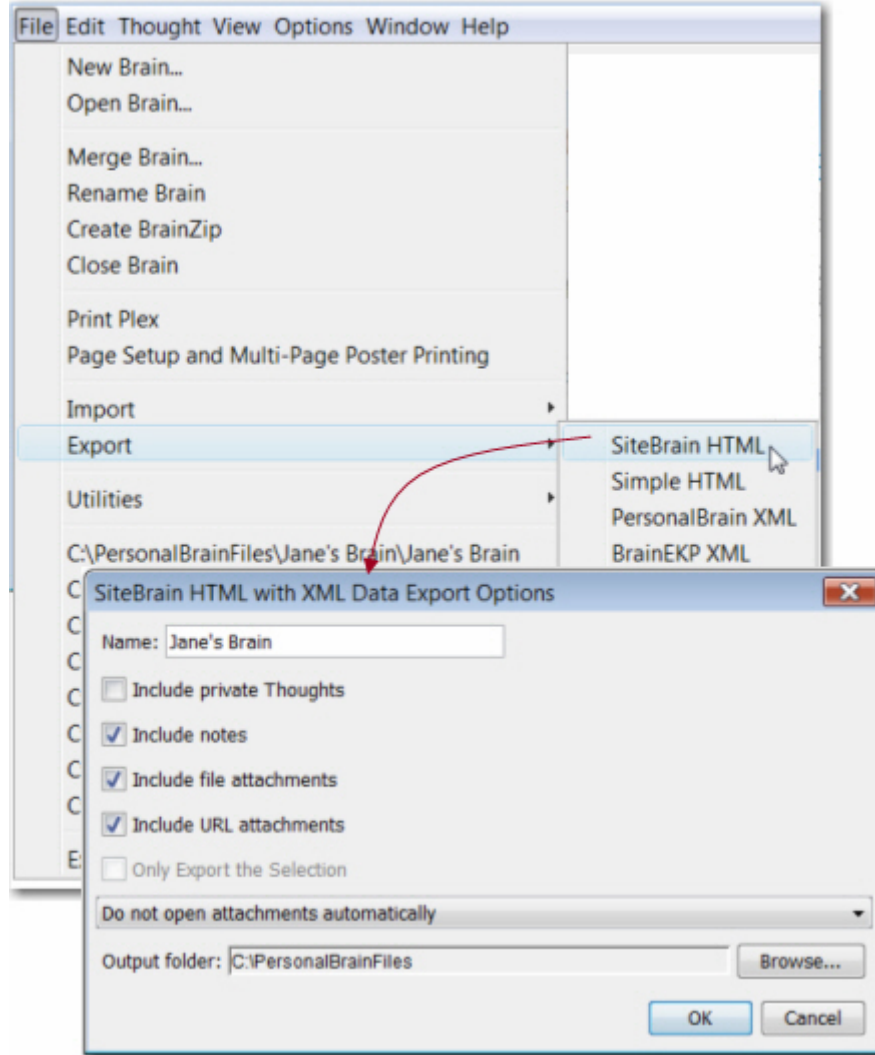 File Edit Thought View Options Window Help
New Brain...
Open Brain...
Merge Brain...
Rename Brain
Create BrainZip
Close Brain
Print Plex
Page Setup and Multi-Page Poster Printing
Import
Export
SiteBrain HTML
Simple HTML
Utilities
PersonalBrain XML
C:\PersonalBrainFiles\Jane's Brain\Jane's Brain
BrainEKP XML
C
SiteBrain HTML with XML Data Export Options
C
Name: Jane's Brain
C
C
Include private Thoughts
C
Include notes
C
Include file attachments
C
Include URL attachments
E
Only Export the Selection
Do not open attachments automatically
Output folder: C:\PersonalBrainFiles Browse...
OK Cancel